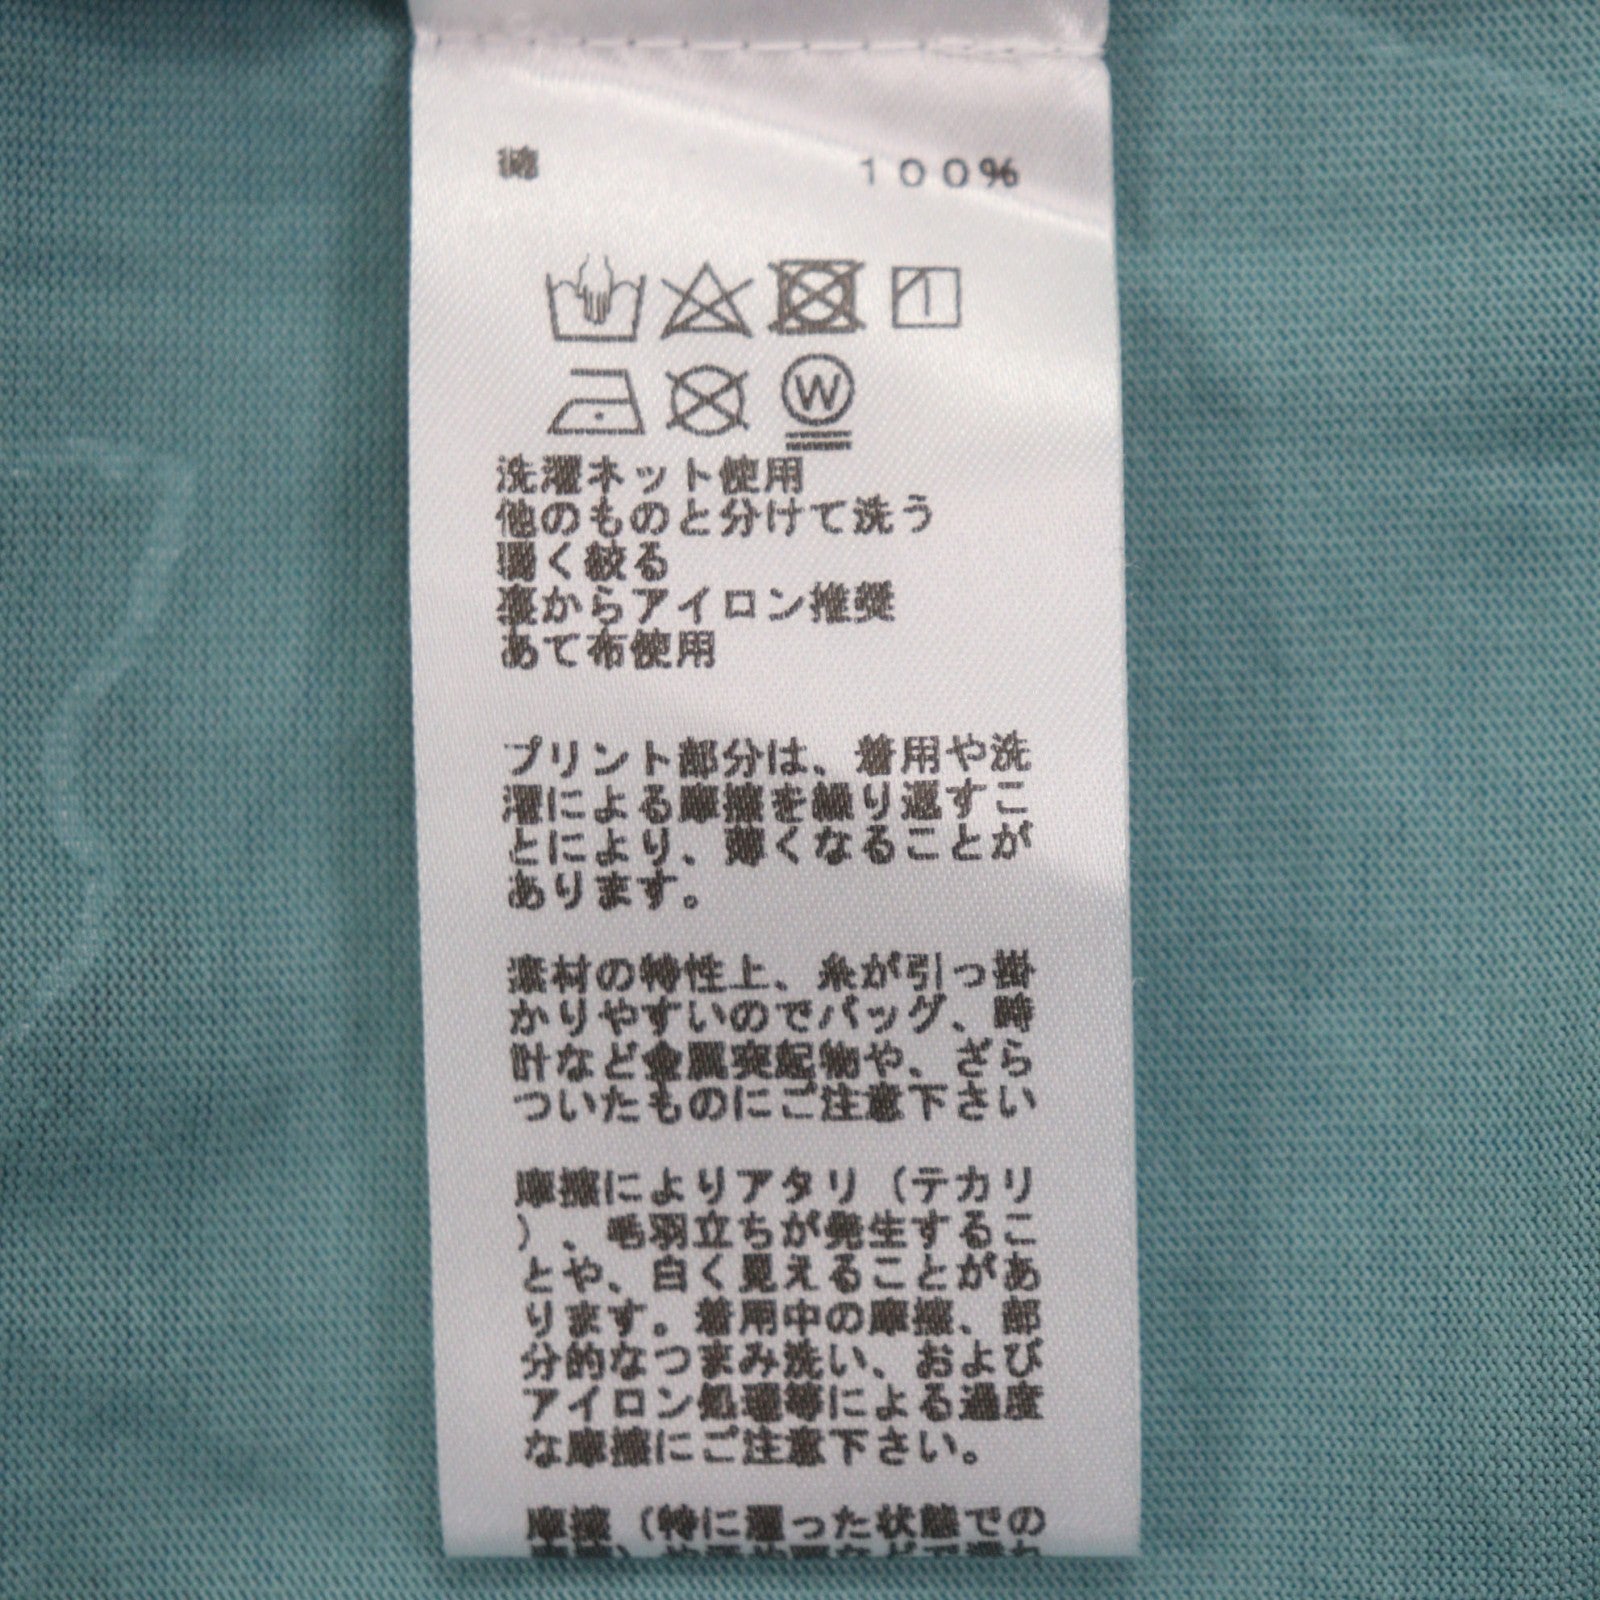 綿 100%
W
洗濯ネット使用
他のものと分けて洗う
弱く絞る
裏からアイロン推奨
あて布使用
プリント部分は、着用や洗
濯による摩擦を繰り返すこ
とにより、薄くなることが
あります。
素材の特性上、糸が引っ掛
かりやすいのでバッグ、時
計など金属突起物や、ざら
ついたものにご注意下さい
摩擦によりアタリ（テカリ
）、毛羽立ちが発生するこ
とや、白く見えることがあ
ります。着用中の摩擦、部
分的なつまみ洗い、および
アイロン処理等による過度
な摩擦にご注意下さい。
摩擦（特に湿った状態での